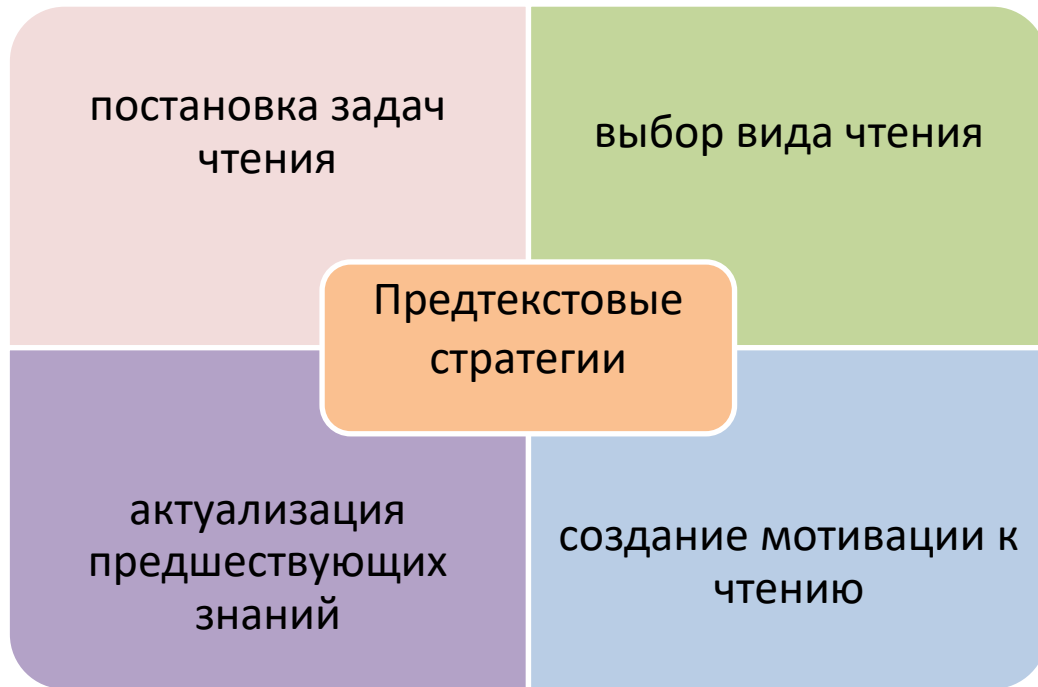 постановка задач
чтения
выбор вида чтения
Предтекстовые
стратегии
актуализация
предшествующих
знаний
создание мотивации к
чтению